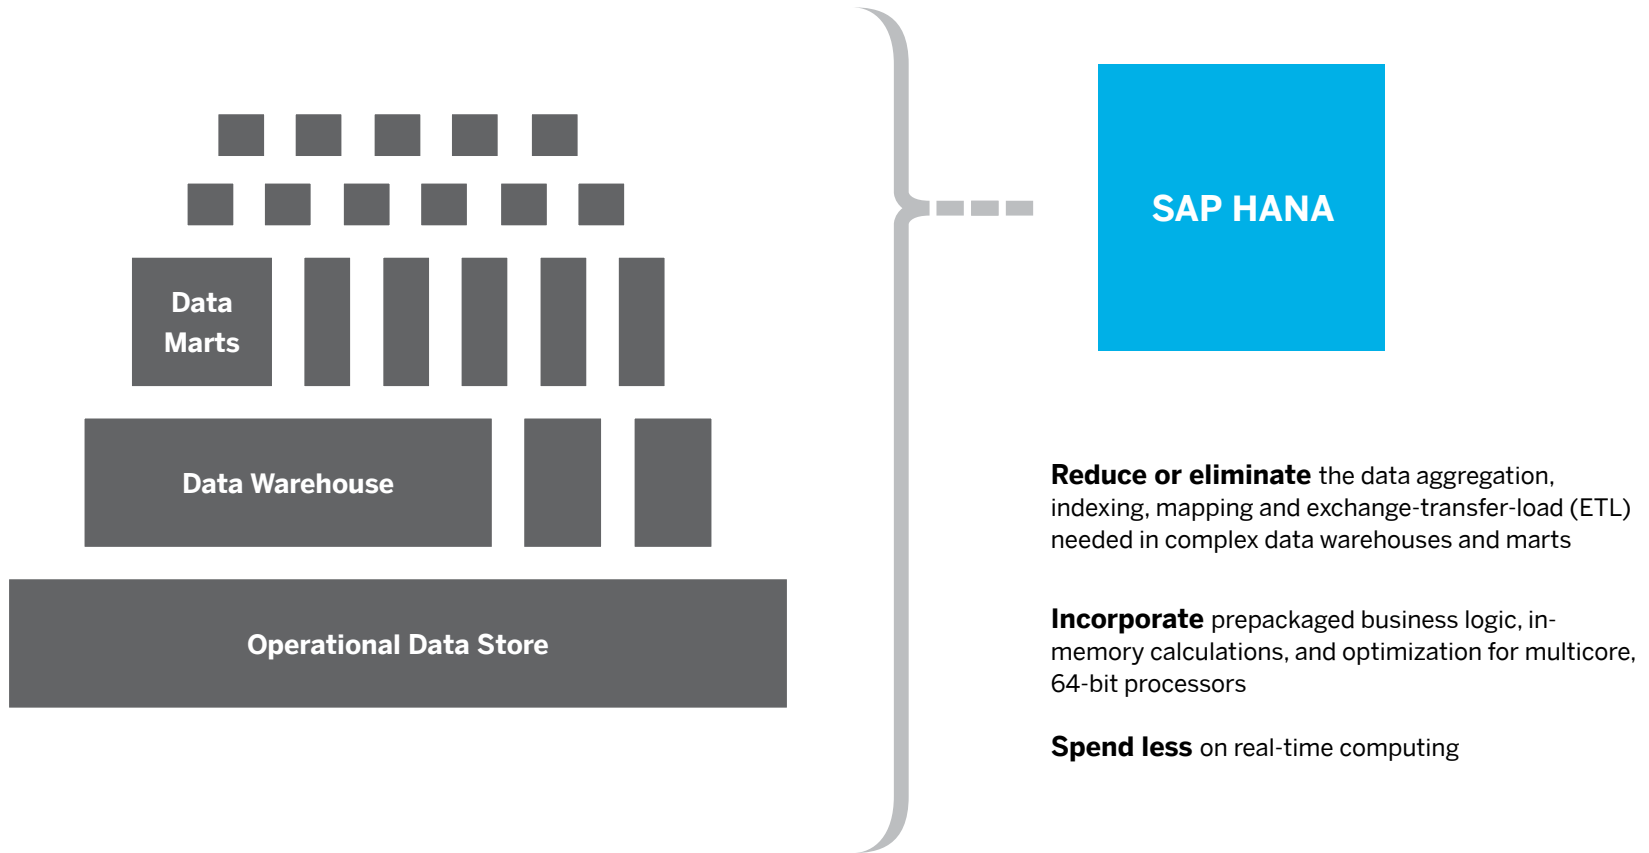 Data
Marts
Data Warehouse
Operational Data Store
SAP HANA
Reduce or eliminate the data aggregation,
indexing, mapping and exchange-transfer-load (ETL)
needed in complex data warehouses and marts
Incorporate prepackaged business logic, in-
memory calculations, and optimization for multicore,
64-bit processors
Spend less on real-time computing